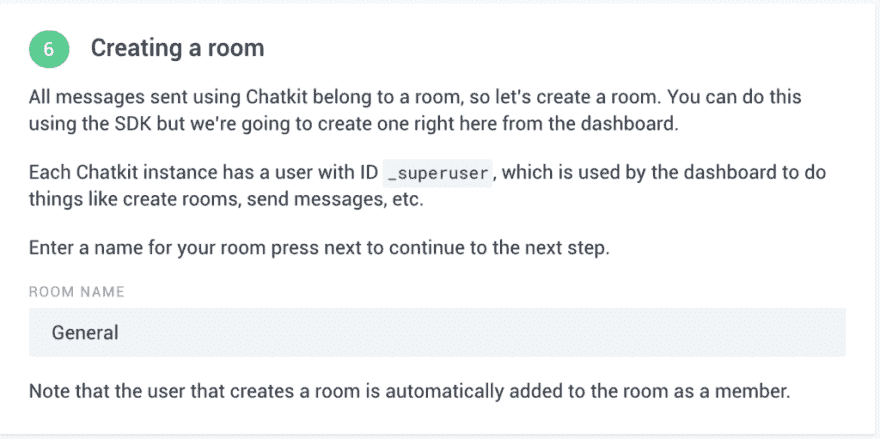 6 Creating a room
All messages sent using Chatkit belong to a room, so let's create a room. You can do this
using the SDK but we're going to create one right here from the dashboard.
Each Chatkit instance has a user with ID _superuser, which is used by the dashboard to do
things like create rooms, send messages, etc.
Enter a name for your room press next to continue to the next step.
ROOM NAME
General
Note that the user that creates a room is automatically added to the room as a member.